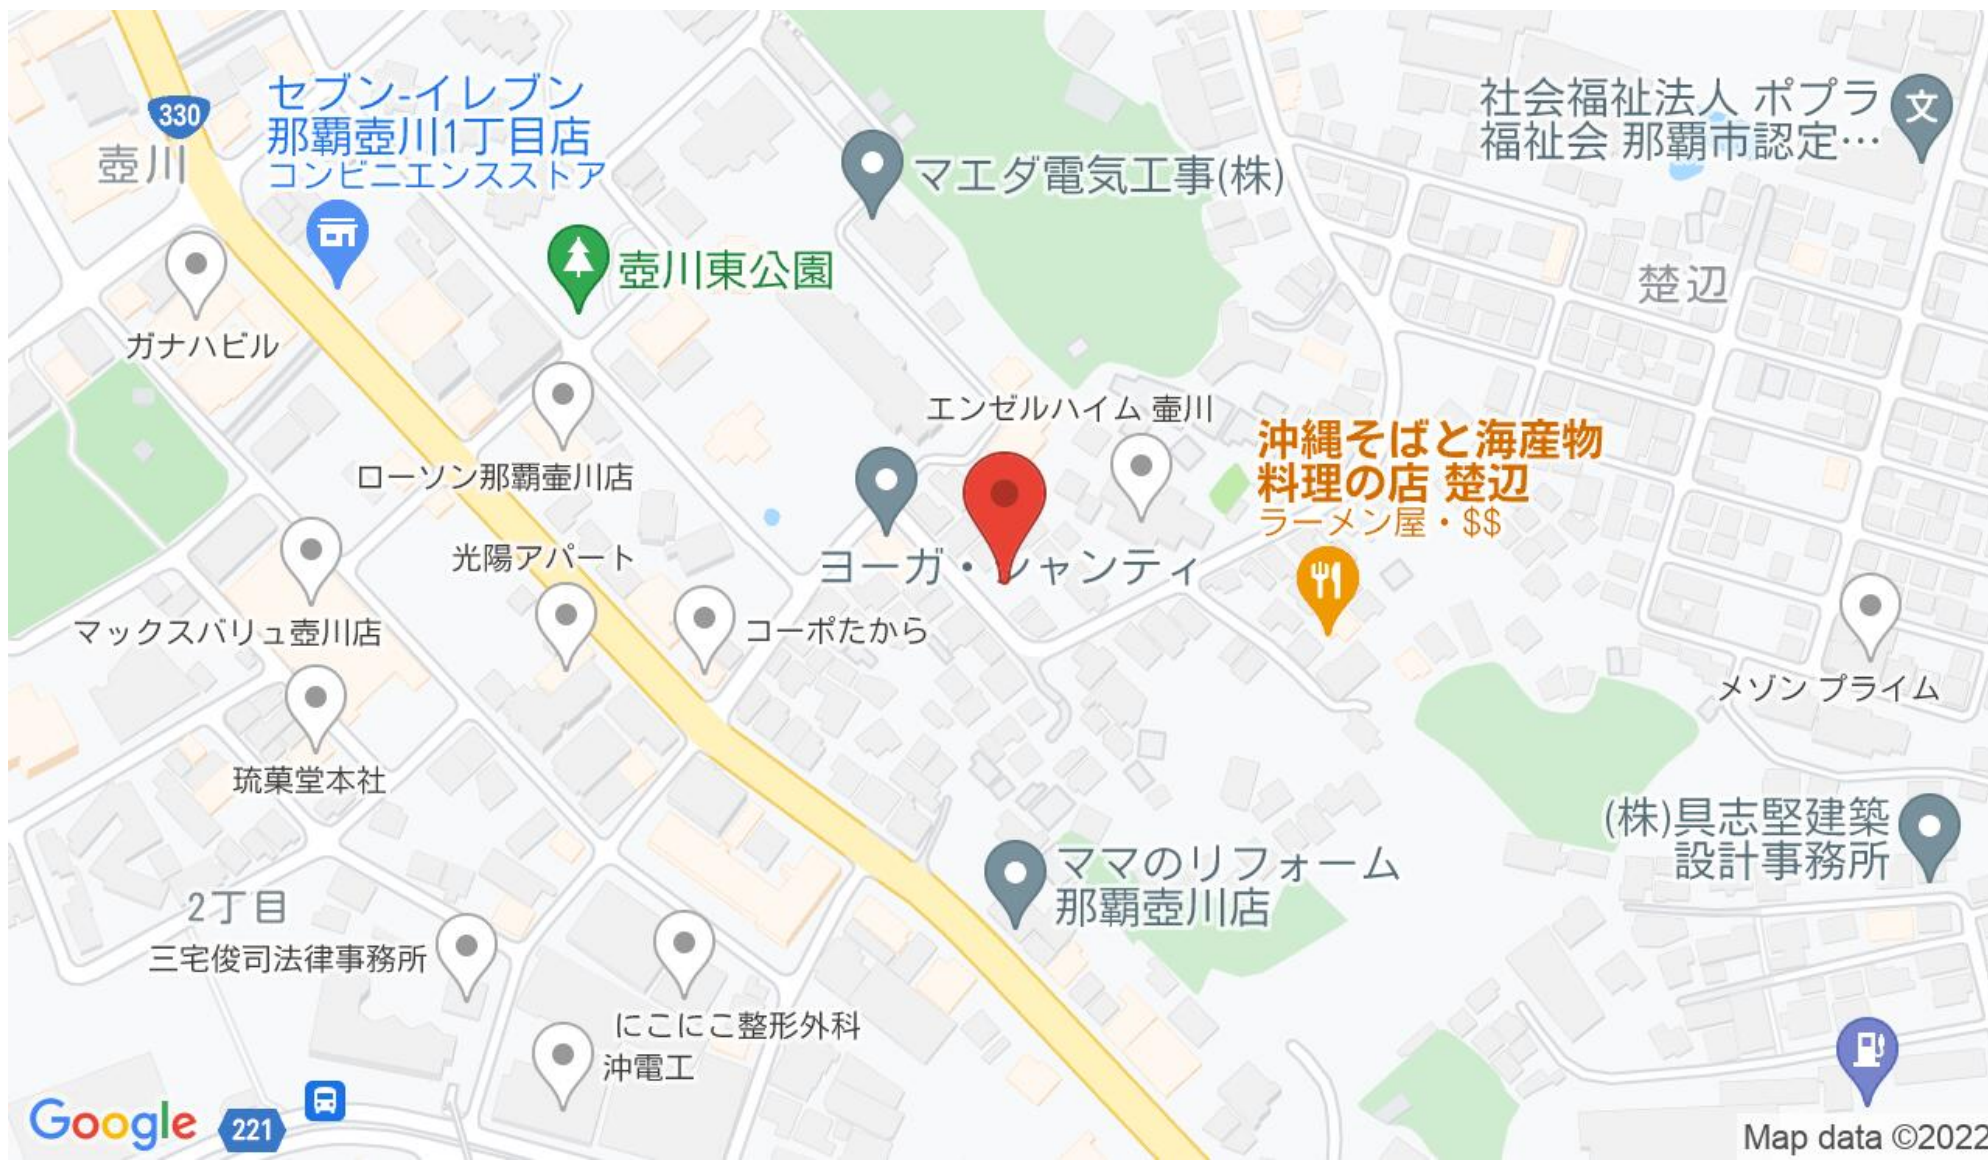 330
壺川
セブン-イレブン
那覇壺川1丁目店
コンビニエンスストア
マエダ電気工事(株)
社会福祉法人 ポプラ
福祉会 那覇市認定…
文
壺川東公園
楚辺
ガナハビル
エンゼルハイム 壷川
沖縄そばと海産物
料理の店 楚辺
ラーメン屋・$$
ローソン那覇壷川店
光陽アパート
ヨーガ・シャンティ
マックスバリュ壺川店
コーポたから
メゾン プライム
琉菓堂本社
(株)具志堅建築
設計事務所
ママのリフォーム
那覇壺川店
2丁目
三宅俊司法律事務所
にこにこ整形外科
沖電工
Google
221
Map data ©2022